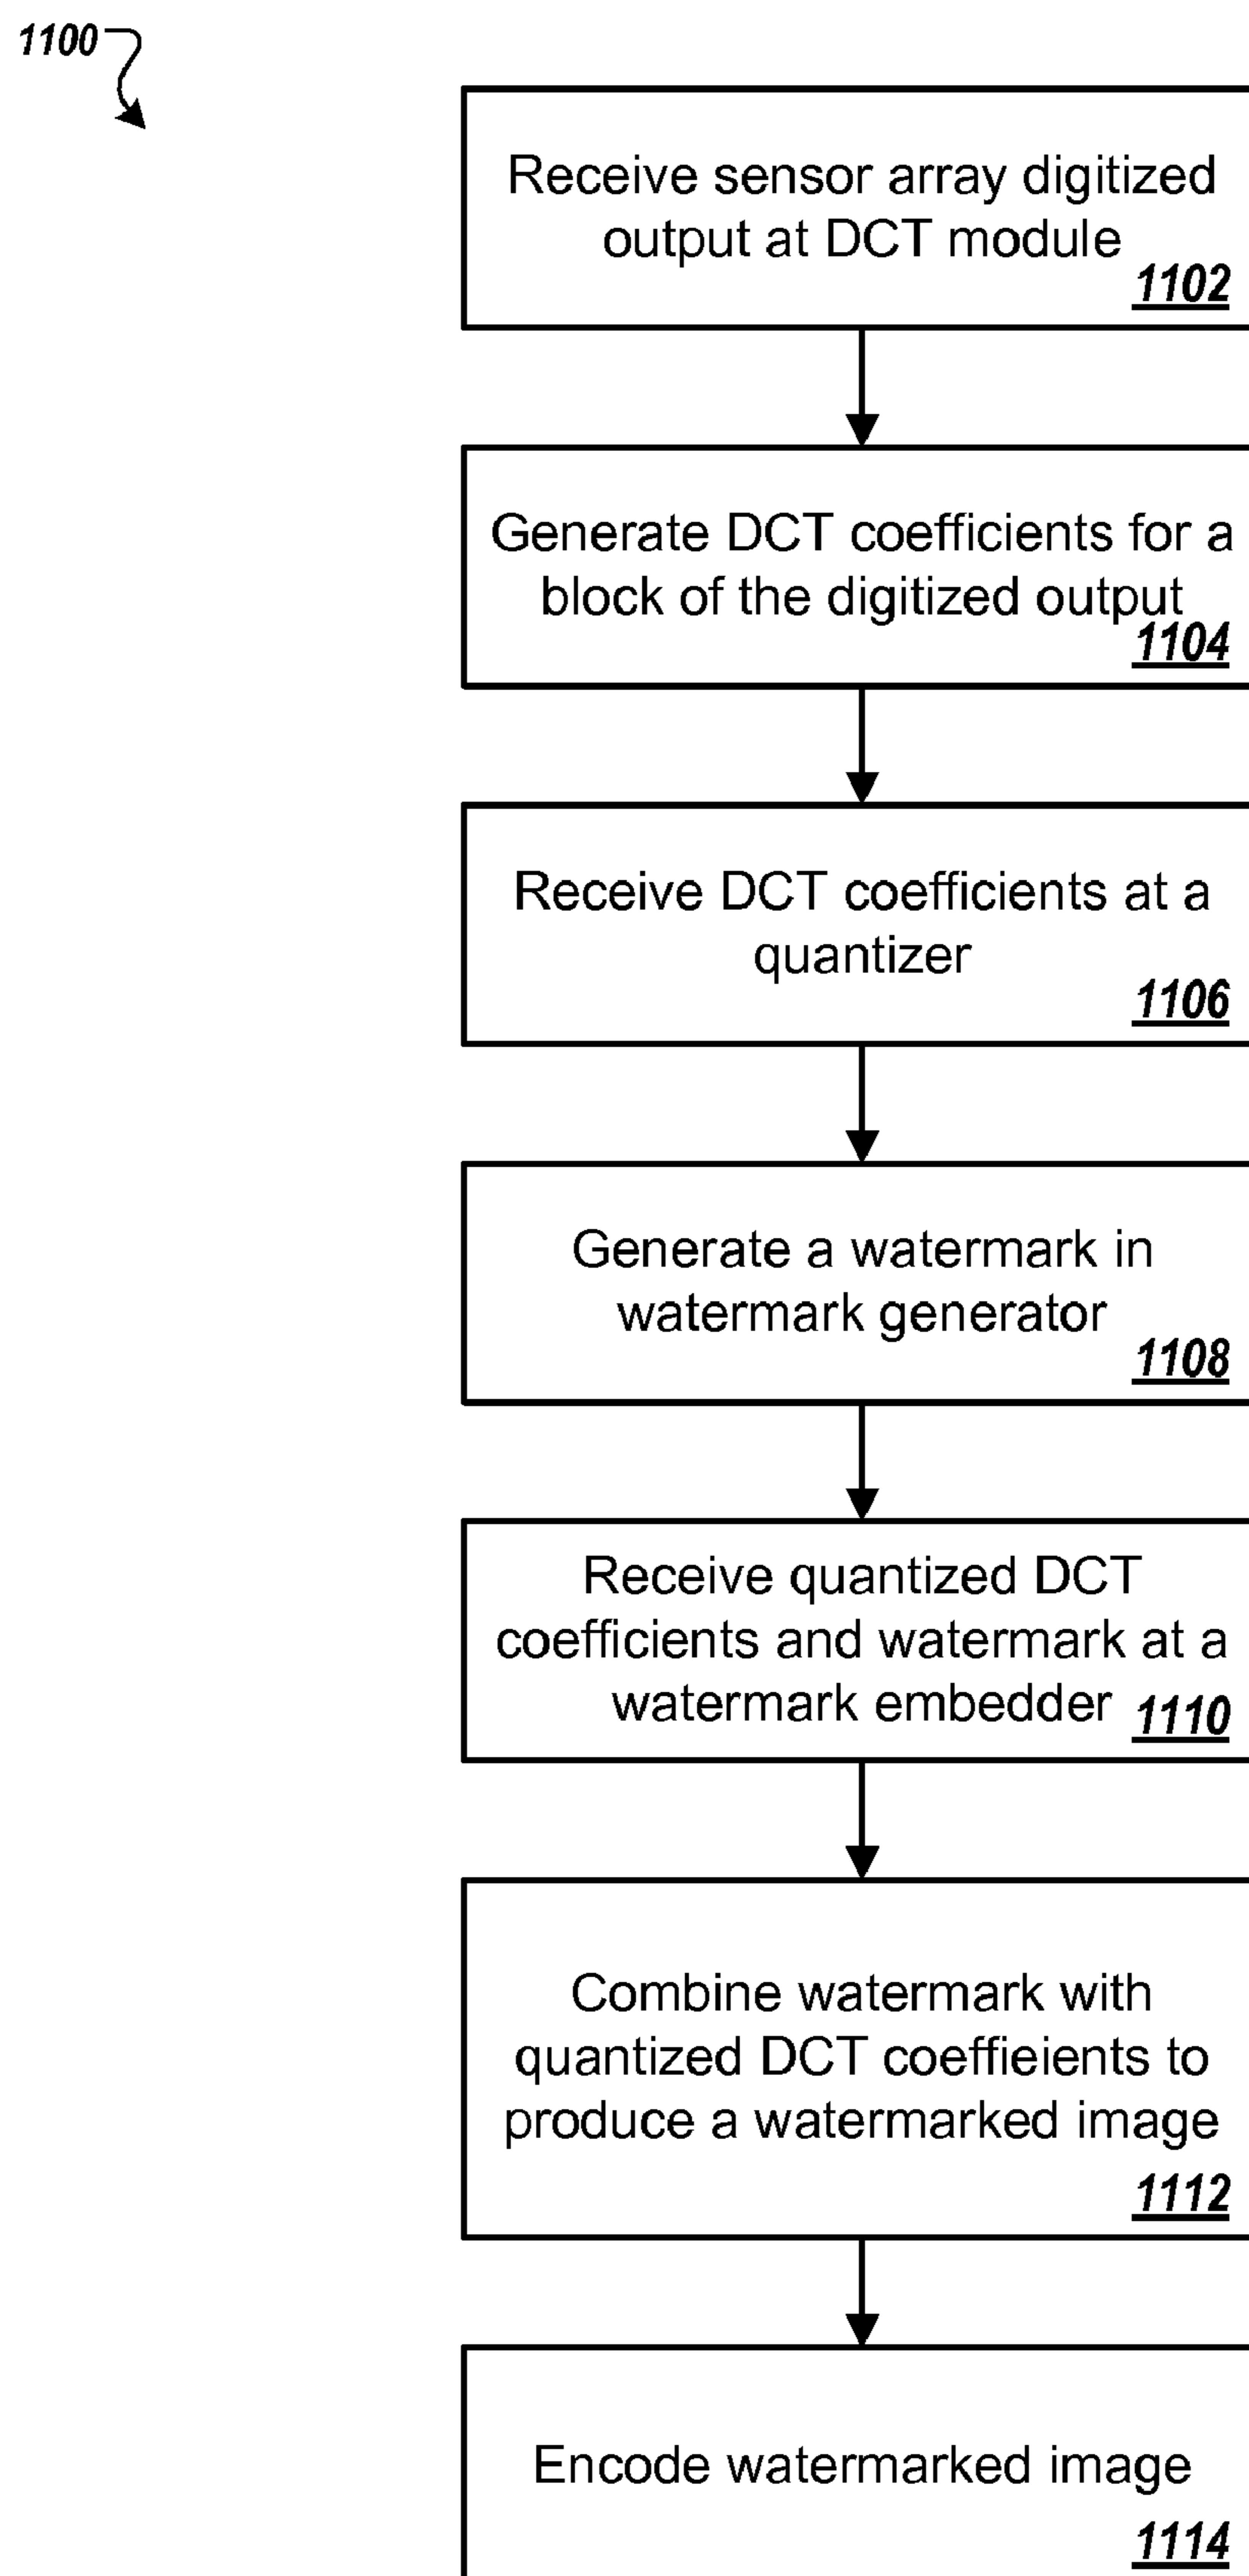 1100
Receive sensor array digitized
output at DCT module
1102
Generate DCT coefficients for a
block of the digitized output
1104
Receive DCT coefficients at a
quantizer
1106
Generate a watermark in
watermark generator
1108
Receive quantized DCT
coefficients and watermark at a
watermark embedder
1110
Combine watermark with
quantized DCT coeffieients to
produce a watermarked image
1112
Encode watermarked image
1114